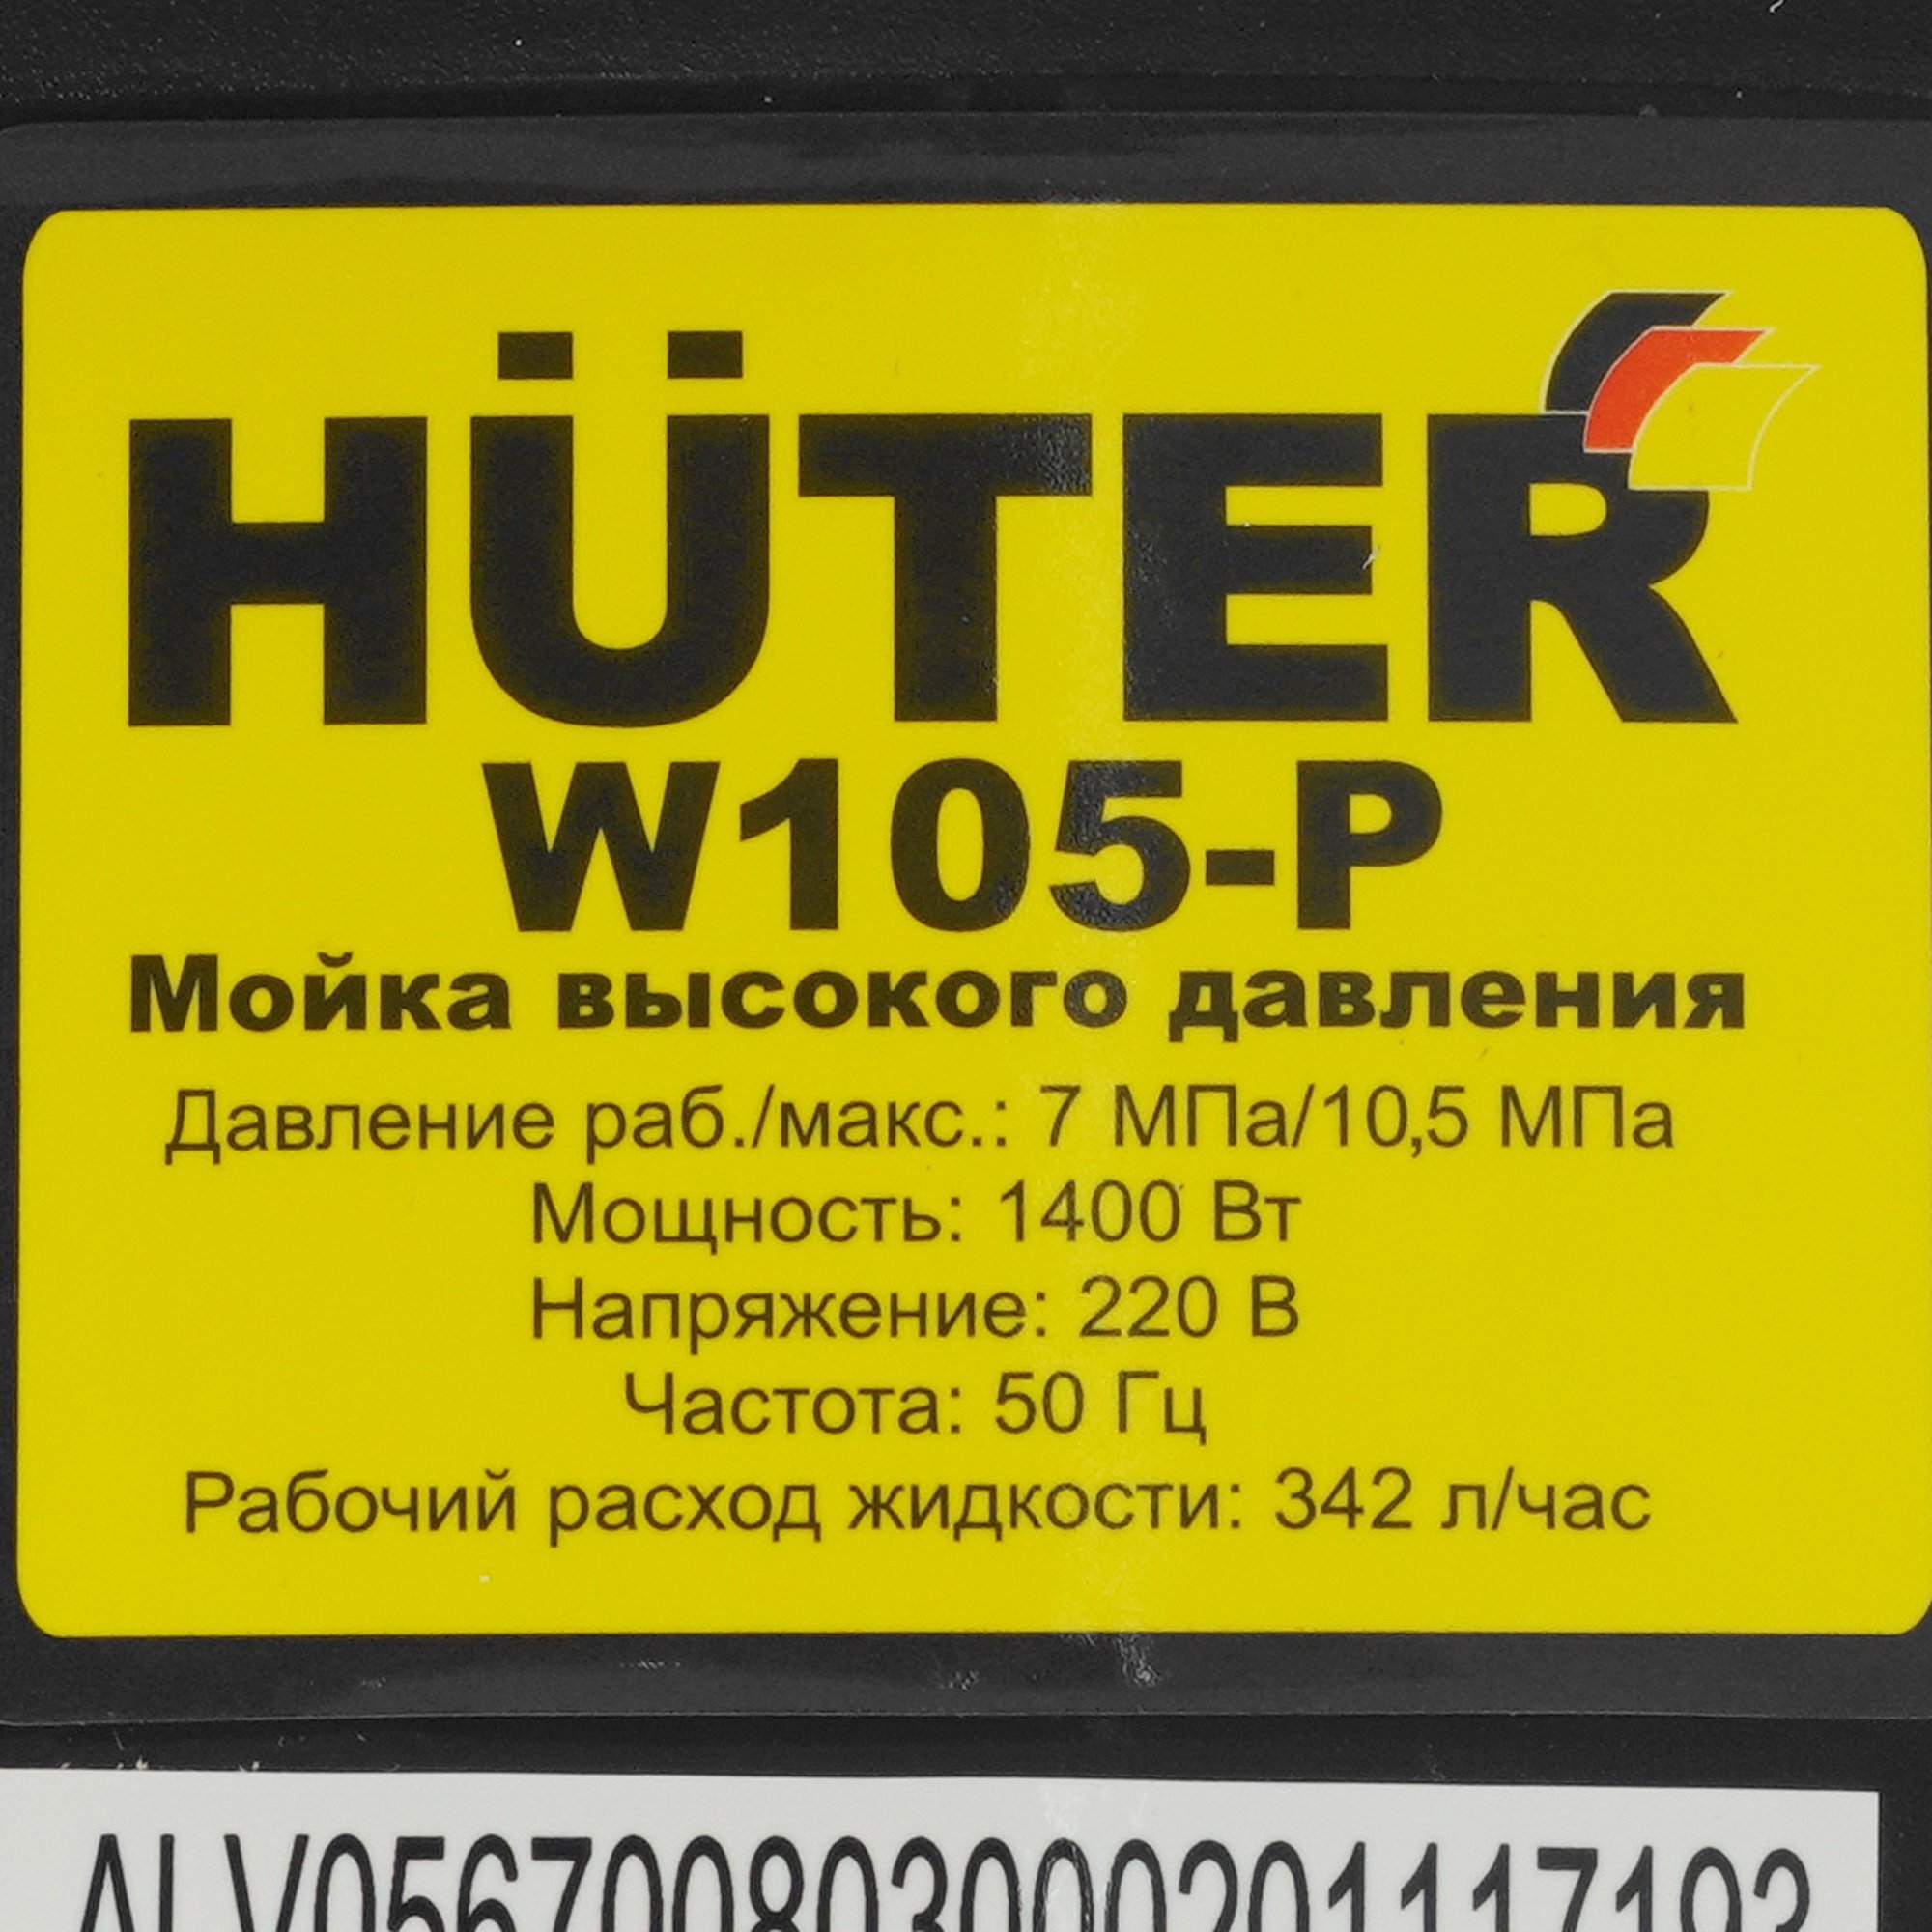 HÜTER
W105-P
Мойка высокого давления
Давление раб./макс.: 7 МПа/10,5 МПа
Мощность: 1400 Вт
Напряжение: 220 В
Частота: 50 Гц
Рабочий расход жидкости: 342 л/час